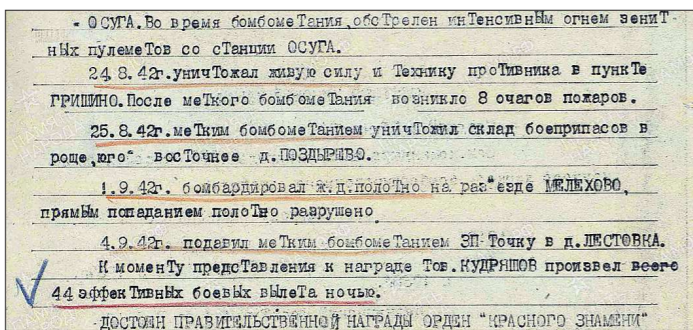 - ОСУГА.Во время бомбометания,обстрелен интенсивным огнем зенит-
ных пулеметов со станции ОСУГА.
24.8.42г.уничтожал живую силу и технику противника в пункте
ГРИШИНО.После меткого бомбометания возникло 8 очагов пожаров.
25.8.42г.метким бомбометанием уничтожил склад боеприпасов в
роще,юго" восточнее д.ПОЗДЫРЕВО.
1.9.42г. бомбардировал ж.д.полотно на раз"езде МЕЛЕХОВО,
прямым попаданием полотно разрушено
4.9.42г. подавил метким бомбометанием ЗП точку в д.ЛЕСТОВКА.
К моменту представления к награде Тов.КУДРЯШОВ произвел всего
44 эффективных боевых вылета ночью.
ДОСТОЕН ПРАВИТЕЛЬСТВЕННОЙ НАГРАДЫ ОРДЕН "КРАСНОГО ЗНАМЕНИ"